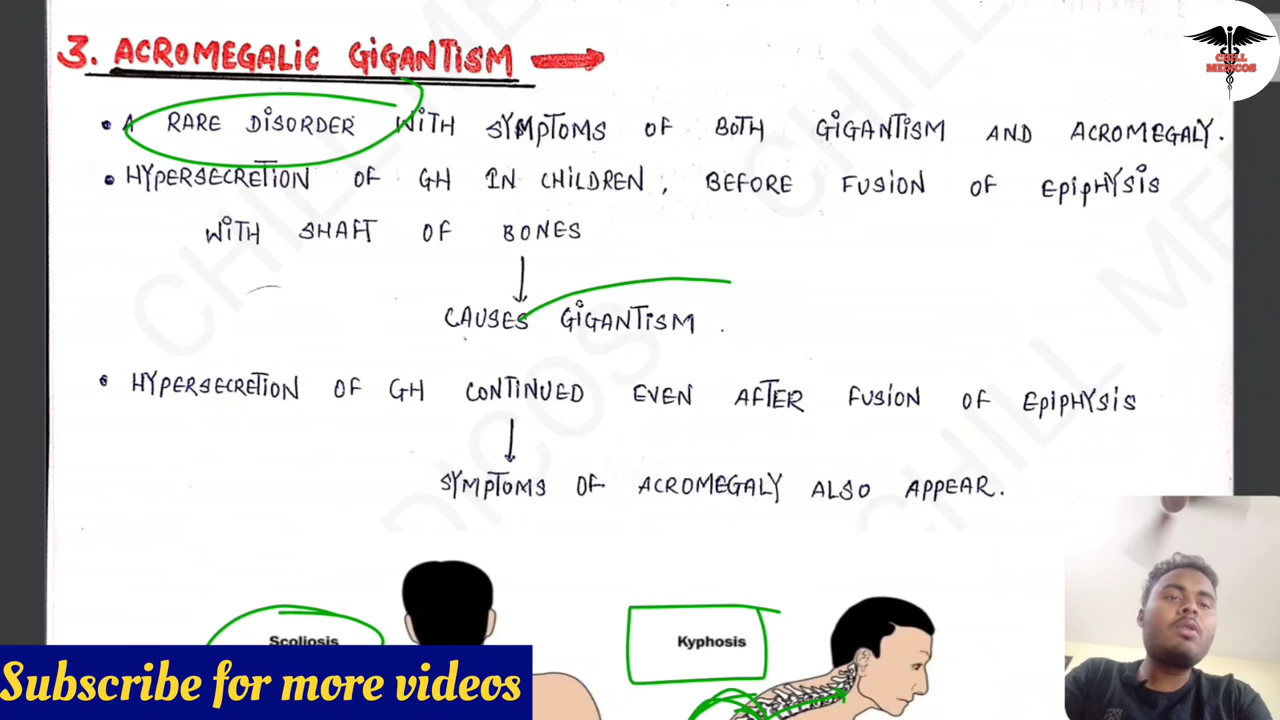 3. ACROMEGALIC GIGANTISM
CHILL
MEDICOS
• A RARE DISORDER WITH SYMPTOMS OF BOTH GIGANTISM AND ACROMEGALY.
• HYPERSECRETION OF GH IN CHILDREN, BEFORE FUSION OF EPIPHYSIS
WITH SHAFT OF BONES
CAUSES GIGANTISM.
• HYPERSECRETION OF GH CONTINUED EVEN AFTER FUSION OF EPIPHYSIS
SYMPTOMS OF ACROMEGALY ALSO APPEAR.
Scoliosis
Kyphosis
Subscribe for more videos